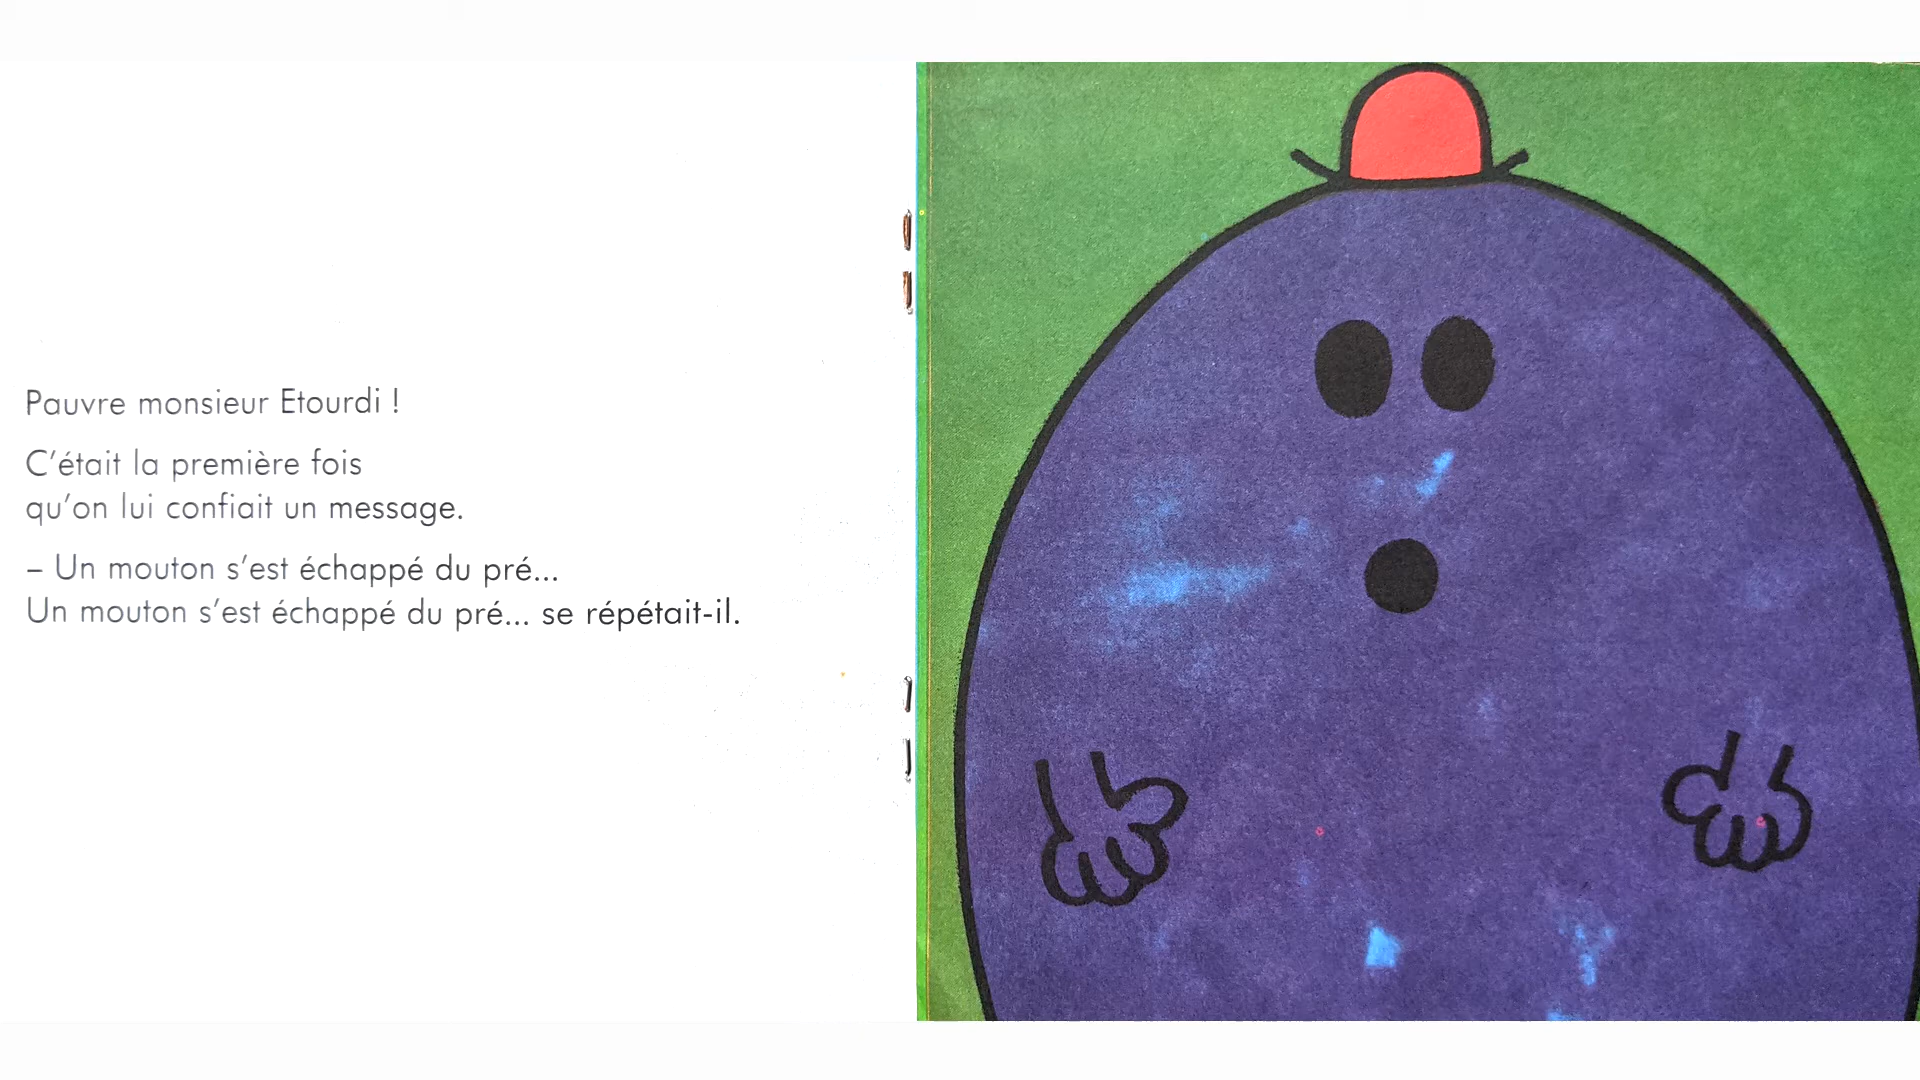 Pauvre monsieur Etourdi !
C'était la première fois
qu'on lui confiait un message.
– Un mouton s'est échappé du pré...
Un mouton s'est échappé du pré... se répétait-il.